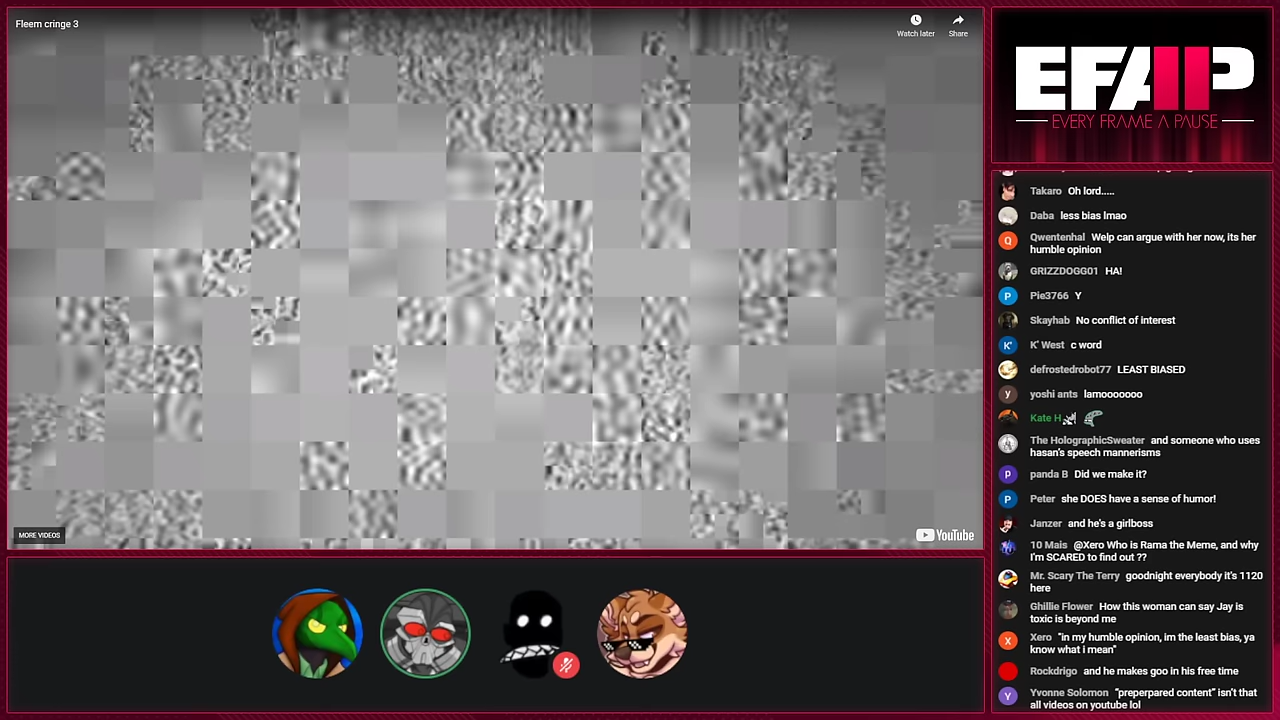 Fleem cringe 3
Watch later
Share
MORE VIDEOS
YouTube
EFAP
EVERY FRAME A PAUSE
Takaro Oh lord.....
Daba less bias lmao
Qwentenhal Welp can argue with her now, its her
humble opinion
GRIZZDOGG01 HA!
Pie3766 Y
Skayhab No conflict of interest
K' West c word
defrostedrobot77 LEAST BIASED
yoshi ants lamooooooo
Kate H
The HolographicSweater and someone who uses
hasan's speech mannerisms
panda B Did we make it?
Peter she DOES have a sense of humor!
Janzer and he's a girlboss
10 Mais @Xero Who is Rama the Meme, and why
I'm SCARED to find out ??
Mr. Scary The Terry goodnight everybody it's 1120
here
Ghillie Flower How this woman can say Jay is
toxic is beyond me
Xero "in my humble opinion, im the least bias, ya
know what i mean"
Rockdrigo and he makes goo in his free time
Yvonne Solomon "preperpared content" isn't that
all videos on youtube lol